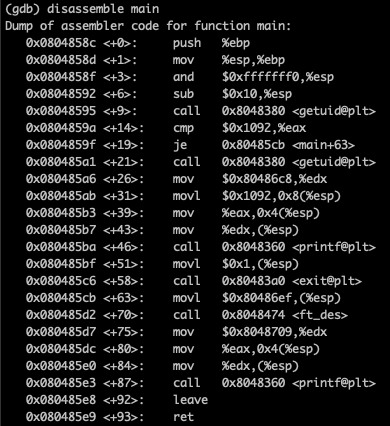 (gdb) disassemble main
Dump of assembler code for function main:
   0x0804858c <+0>:	push   %ebp
   0x0804858d <+1>:	mov    %esp,%ebp
   0x0804858f <+3>:	and    $0xfffffff0,%esp
   0x08048592 <+6>:	sub    $0x10,%esp
   0x08048595 <+9>:	call   0x8048380 <getuid@plt>
   0x0804859a <+14>:	cmp    $0x1092,%eax
   0x0804859f <+19>:	je     0x80485cb <main+63>
   0x080485a1 <+21>:	call   0x8048380 <getuid@plt>
   0x080485a6 <+26>:	mov    $0x80486c8,%edx
   0x080485ab <+31>:	movl   $0x1092,0x8(%esp)
   0x080485b3 <+39>:	mov    %eax,0x4(%esp)
   0x080485b7 <+43>:	mov    %edx,(%esp)
   0x080485ba <+46>:	call   0x8048360 <printf@plt>
   0x080485bf <+51>:	movl   $0x1,(%esp)
   0x080485c6 <+58>:	call   0x80483a0 <exit@plt>
   0x080485cb <+63>:	movl   $0x80486ef,(%esp)
   0x080485d2 <+70>:	call   0x8048474 <ft_des>
   0x080485d7 <+75>:	mov    $0x8048709,%edx
   0x080485dc <+80>:	mov    %eax,0x4(%esp)
   0x080485e0 <+84>:	mov    %edx,(%esp)
   0x080485e3 <+87>:	call   0x8048360 <printf@plt>
   0x080485e8 <+92>:	leave
   0x080485e9 <+93>:	ret